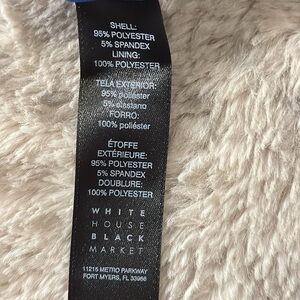 SHELL:
95% POLYESTER
5% SPANDEX
LINING:
100% POLYESTER
TELA EXTERIOR:
95% poliéster
5% elastano
FORRO:
100% poliéster
ÉTOFFE
EXTÉRIEURE:
95% POLYESTER
5% SPANDEX
DOUBLURE:
100% POLYESTER
WHITE
HOUSE
BLACK
MARKET
11215 METRO PARKWAY
FORT MYERS, FL 33966